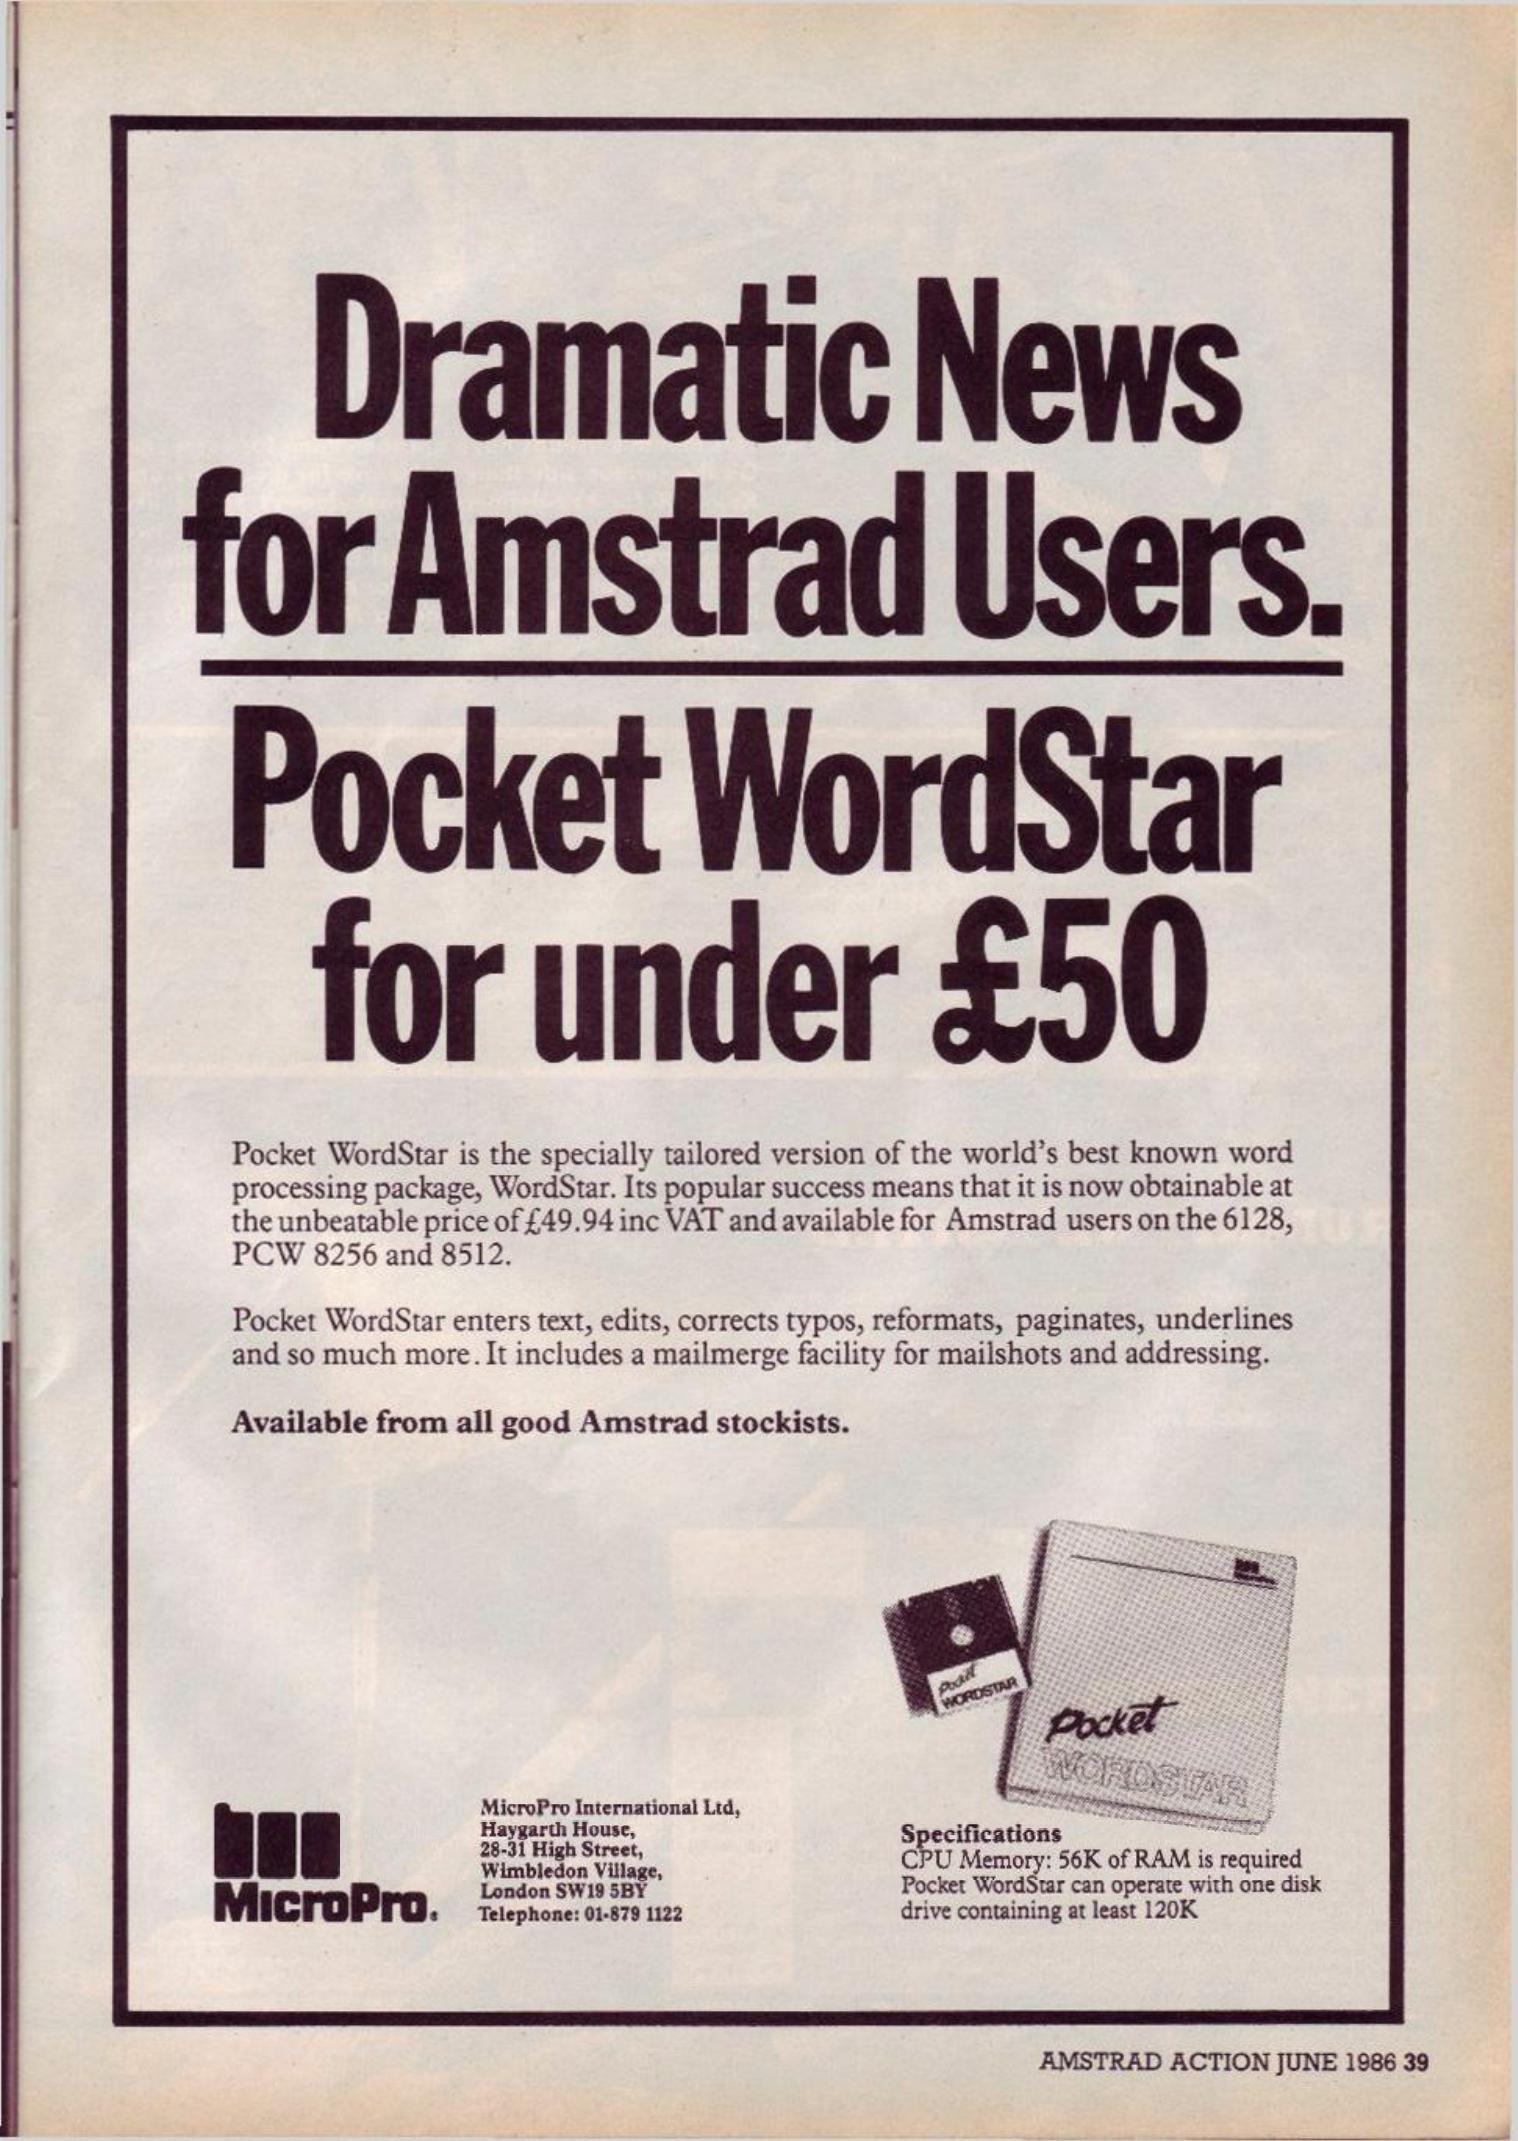 Dramatic News
for Amstrad Users.
Pocket WordStar
for under £50
Pocket WordStar is the specially tailored version of the world's best known word
processing package, WordStar. Its popular success means that it is now obtainable at
the unbeatable price of £49.94 inc VAT and available for Amstrad users on the 6128,
PCW 8256 and 8512.
Pocket WordStar enters text, edits, corrects typos, reformats, paginates, underlines
and so much more. It includes a mailmerge facility for mailshots and addressing.
Available from all good Amstrad stockists.
Pocket
WORDSTAR
Pocket
WORDSTAR
MicroPro.
MicroPro International Ltd,
Haygarth House,
28-31 High Street,
Wimbledon Village,
London SW19 5BY
Telephone: 01-879 1122
Specifications
CPU Memory: 56K of RAM is required
Pocket WordStar can operate with one disk
drive containing at least 120K
AMSTRAD ACTION JUNE 1986 39